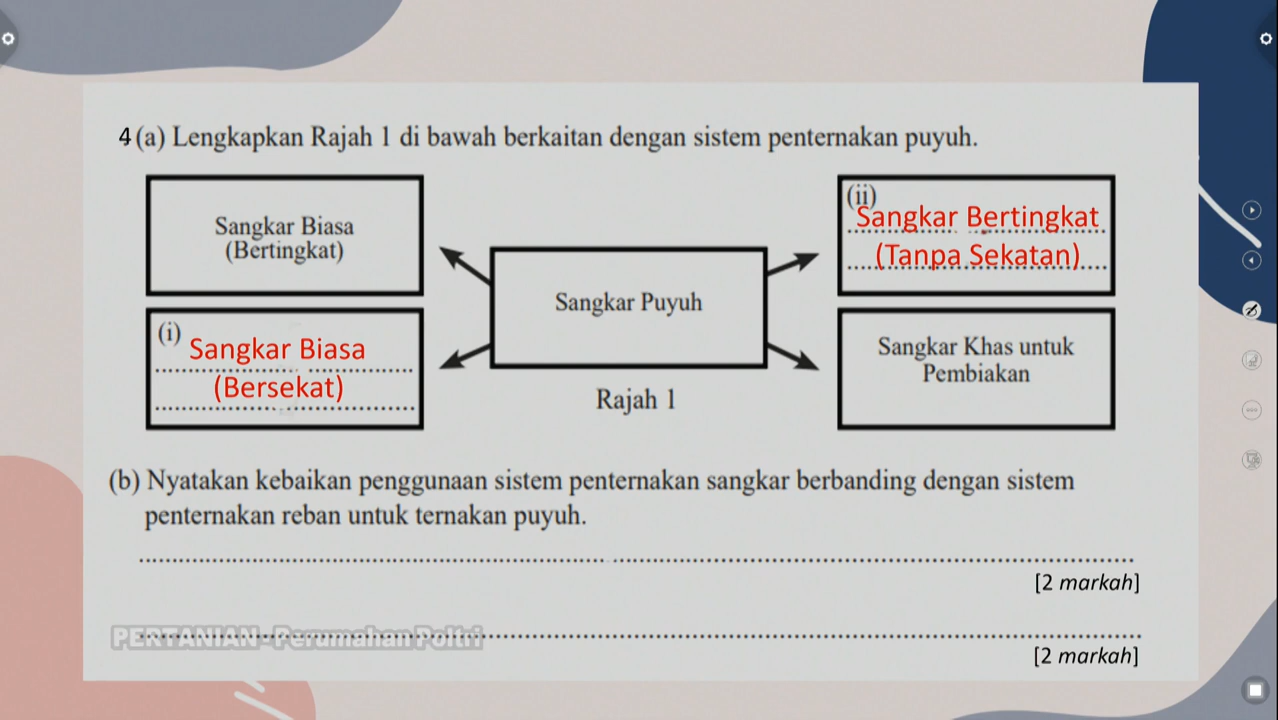 4 (a) Lengkapkan Rajah 1 di bawah berkaitan dengan sistem penternakan puyuh.
Sangkar Biasa
(Bertingkat)
(ii)
Sangkar Bertingkat
(Tanpa Sekatan)
Sangkar Puyuh
(i)
Sangkar Biasa
(Bersekat)
Sangkar Khas untuk
Pembiakan
Rajah 1
(b) Nyatakan kebaikan penggunaan sistem penternakan sangkar berbanding dengan sistem
penternakan reban untuk ternakan puyuh.
[2 markah]
PERTANIAN - Perumahan Poltri
[2 markah]